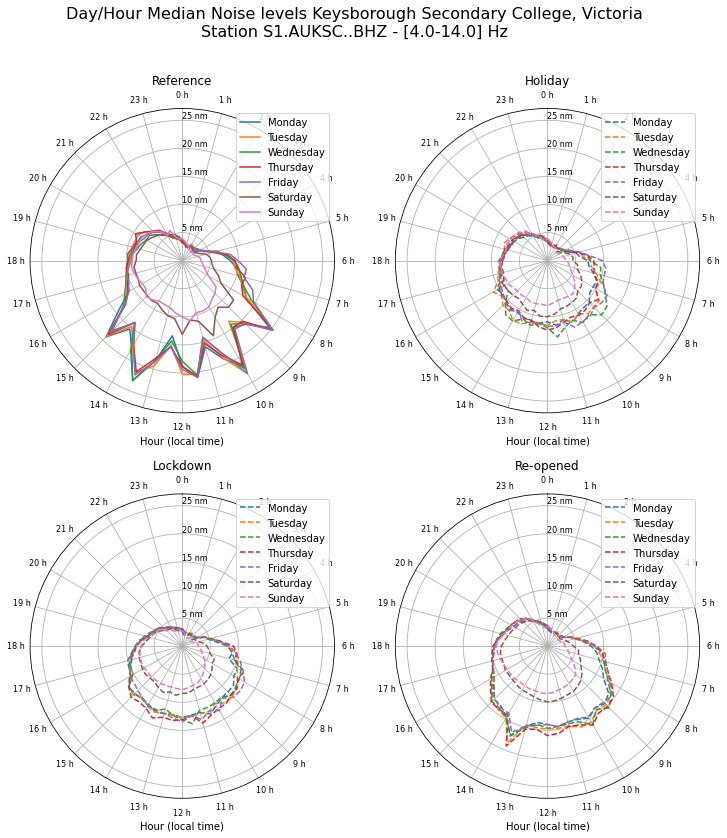 Day/Hour Median Noise levels Keysborough Secondary College, Victoria
Station S1.AUKSC..BHZ - [4.0-14.0] Hz
Reference
0 h
1 h
5 h
6 h
7 h
8 h
9 h
10 h
11 h
12 h
13 h
14 h
15 h
16 h
17 h
18 h
19 h
20 h
21 h
22 h
23 h
25 nm
20 nm
15 nm
10 nm
5 nm
Monday
Tuesday
Wednesday
Thursday
Friday
Saturday
Sunday
Hour (local time)
Holiday
0 h
1 h
4 h
5 h
6 h
7 h
8 h
9 h
10 h
11 h
12 h
13 h
14 h
15 h
16 h
17 h
18 h
19 h
20 h
21 h
22 h
23 h
25 nm
20 nm
15 nm
10 nm
5 nm
Monday
Tuesday
Wednesday
Thursday
Friday
Saturday
Sunday
Hour (local time)
Lockdown
0 h
1 h
5 h
6 h
7 h
8 h
9 h
10 h
11 h
12 h
13 h
14 h
15 h
16 h
17 h
18 h
19 h
20 h
21 h
22 h
23 h
25 nm
20 nm
15 nm
10 nm
5 nm
Monday
Tuesday
Wednesday
Thursday
Friday
Saturday
Sunday
Hour (local time)
Re-opened
0 h
1 h
4 h
5 h
6 h
7 h
8 h
9 h
10 h
11 h
12 h
13 h
14 h
15 h
16 h
17 h
18 h
19 h
20 h
21 h
22 h
23 h
25 nm
20 nm
15 nm
10 nm
5 nm
Monday
Tuesday
Wednesday
Thursday
Friday
Saturday
Sunday
Hour (local time)